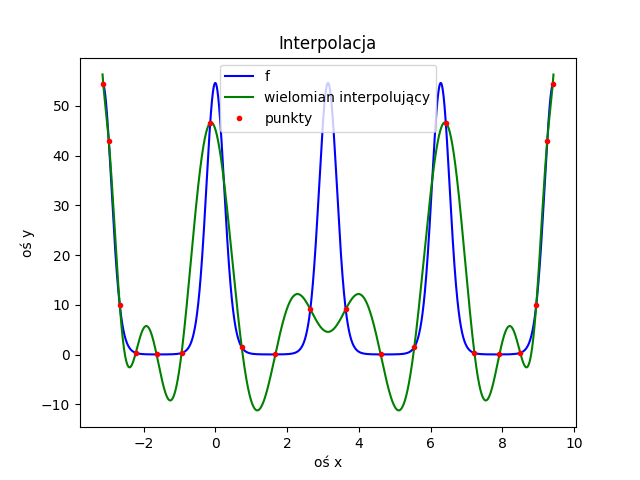 Interpolacja
f
wielomian interpolujący
punkty
oś y
50
40
30
20
10
0
−10
−2
0
2
4
6
8
10
oś x